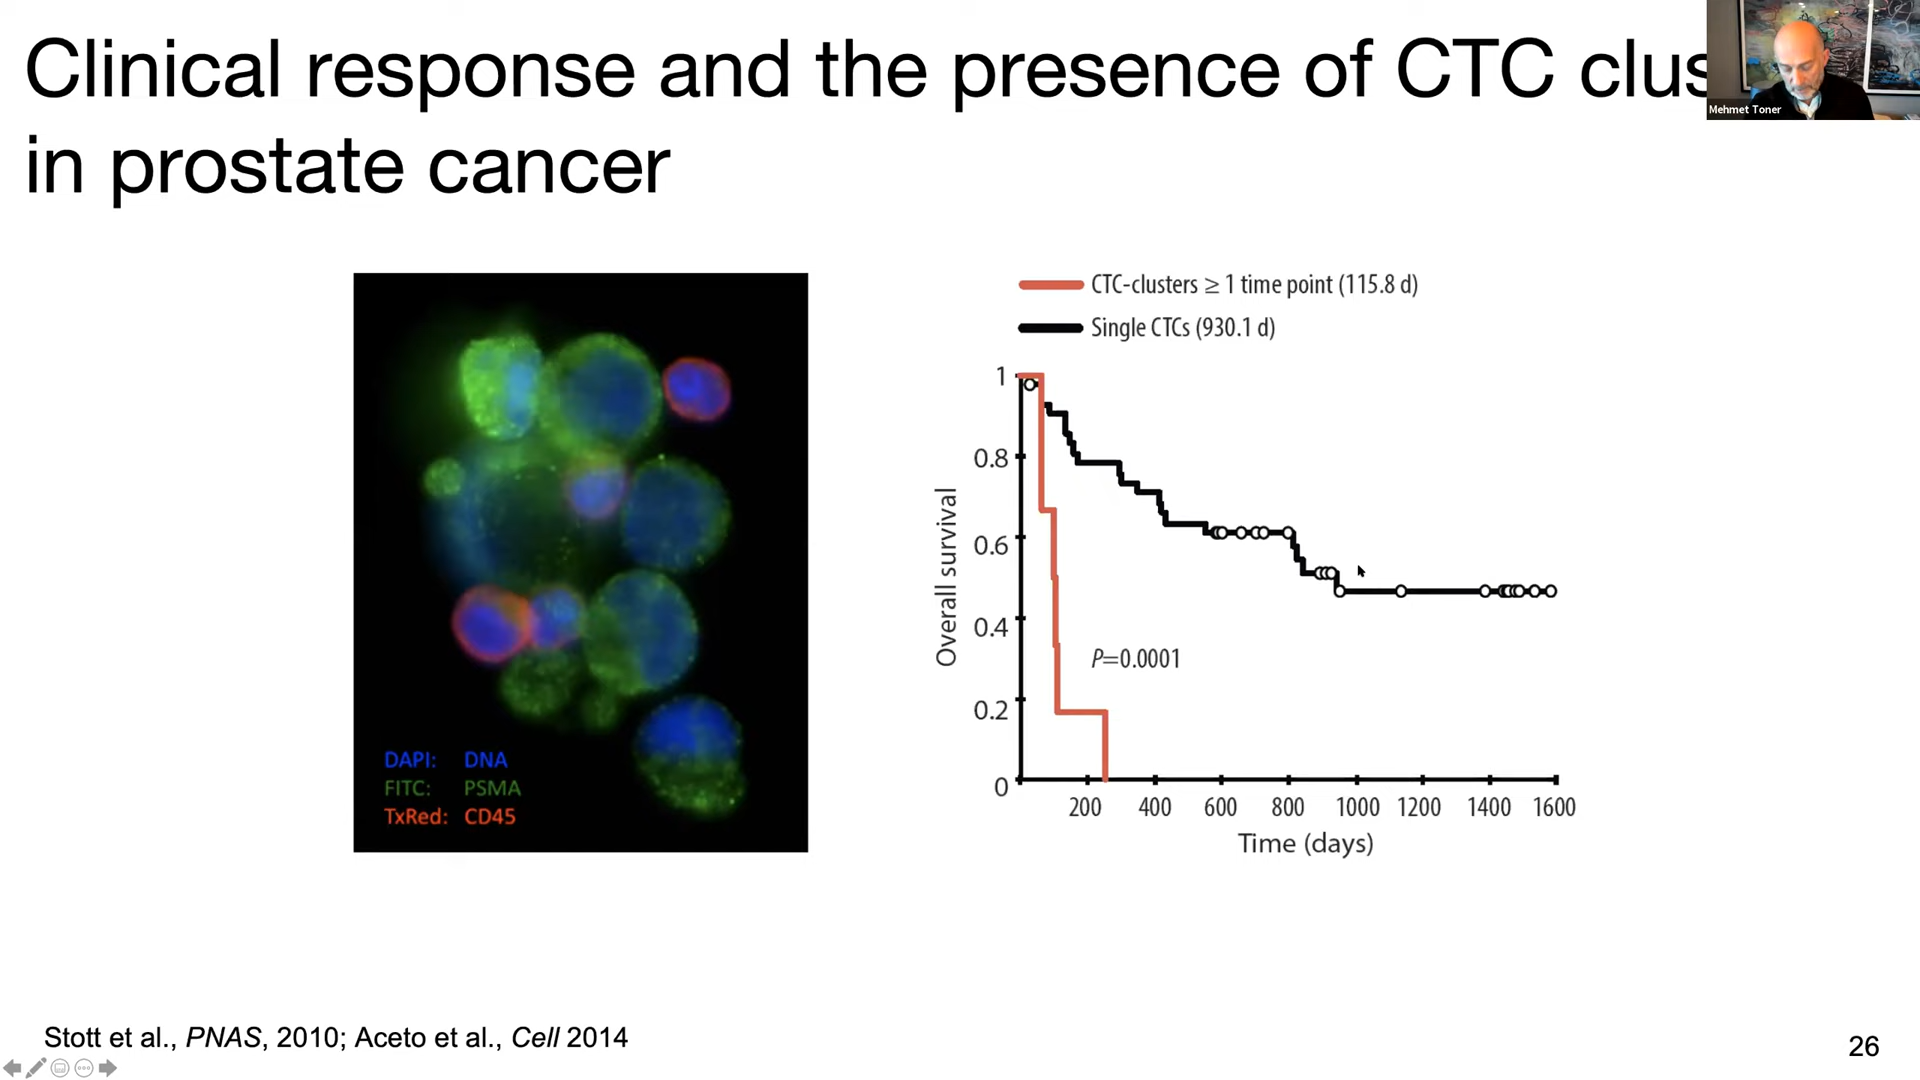 Clinical response and the presence of CTC clus
in prostate cancer
Mehmet Toner
DAPI: DNA
FITC: PSMA
TxRed: CD45
CTC-clusters ≥ 1 time point (115.8 d)
Single CTCs (930.1 d)
Overall survival
1
0.8
0.6
0.4
0.2
0
P=0.0001
200 400 600 800 1000 1200 1400 1600
Time (days)
Stott et al., PNAS, 2010; Aceto et al., Cell 2014
26